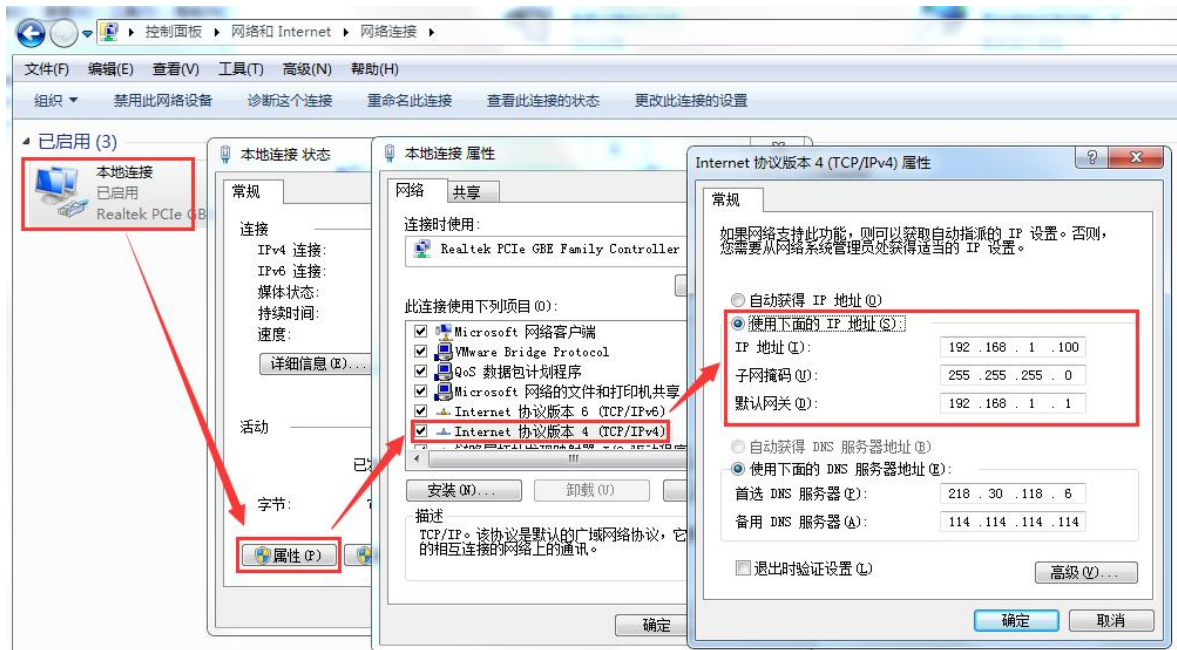 控制面板 网络和 Internet 网络连接
文件(F) 编辑(E) 查看(V) 工具(T) 高级(N) 帮助(H)
组织 禁用此网络设备 诊断这个连接 重命名此连接 查看此连接的状态 更改此连接的设置
已启用 (3)
本地连接
已启用
Realtek PCIe GB
本地连接 状态
常规
连接
IPv4 连接:
IPv6 连接:
媒体状态:
持续时间:
速度:
详细信息(E)...
活动
字节:
属性(P)
本地连接 属性
网络 共享
连接时使用:
Realtek PCIe GBE Family Controller
此连接使用下列项目(O):
Microsoft 网络客户端
VMware Bridge Protocol
QoS 数据包计划程序
Microsoft 网络的文件和打印机共享
Internet 协议版本 6 (TCP/IPv6)
Internet 协议版本 4 (TCP/IPv4)
安装(N)... 卸载(U)
描述
TCP/IP。该协议是默认的广域网络协议，它
的相互连接的网络上的通讯。
确定
Internet 协议版本 4 (TCP/IPv4) 属性
常规
如果网络支持此功能，则可以获取自动指派的 IP 设置。否则，
您需要从网络系统管理员处获得适当的 IP 设置。
自动获得 IP 地址(O)
使用下面的 IP 地址(S):
IP 地址(I): 192 .168 . 1 .100
子网掩码(U): 255 .255 .255 . 0
默认网关(D): 192 .168 . 1 . 1
自动获得 DNS 服务器地址(B)
使用下面的 DNS 服务器地址(E):
首选 DNS 服务器(P): 218 . 30 .118 . 6
备用 DNS 服务器(A): 114 .114 .114 .114
退出时验证设置(L)
高级(V)...
确定 取消